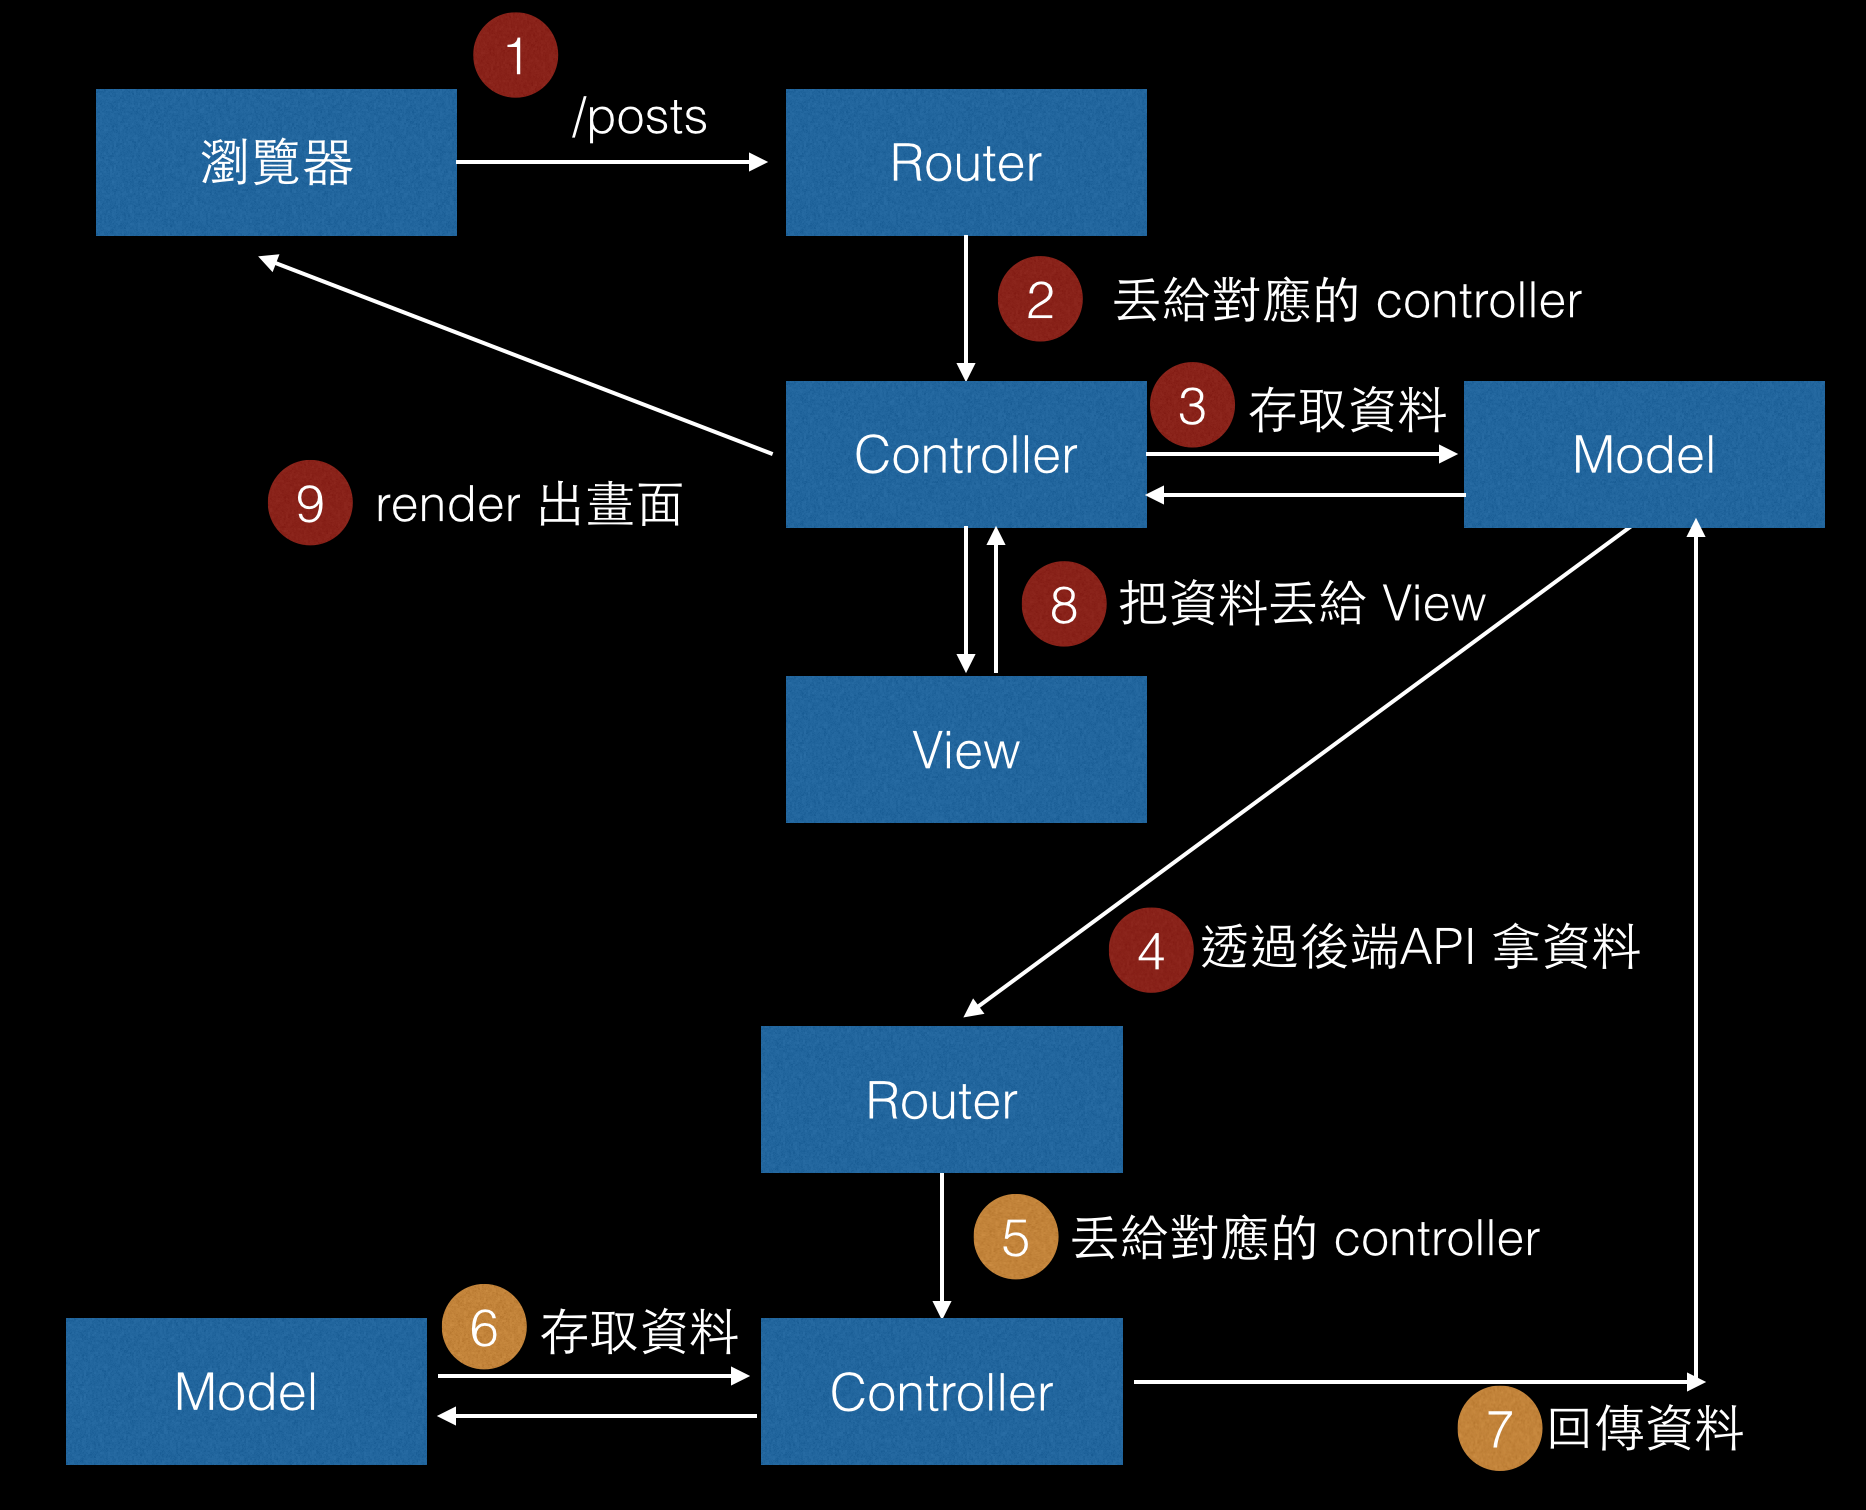 1
/posts
瀏覽器
Router
2
丟給對應的 controller
3
存取資料
Controller
Model
9
render 出畫面
8
把資料丟給 View
View
4
透過後端API 拿資料
Router
5
丟給對應的 controller
6
存取資料
Model
Controller
7
回傳資料